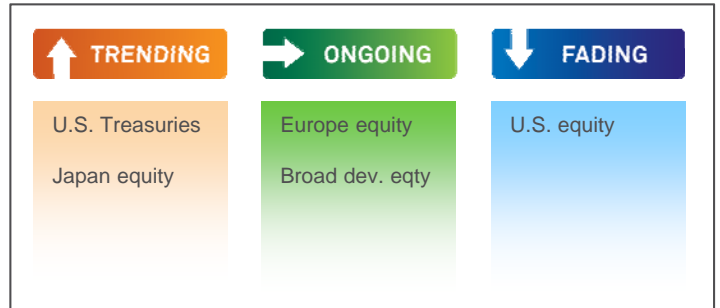 TRENDING
U.S. Treasuries
Japan equity
ONGOING
Europe equity
Broad dev. eqty
FADING
U.S. equity